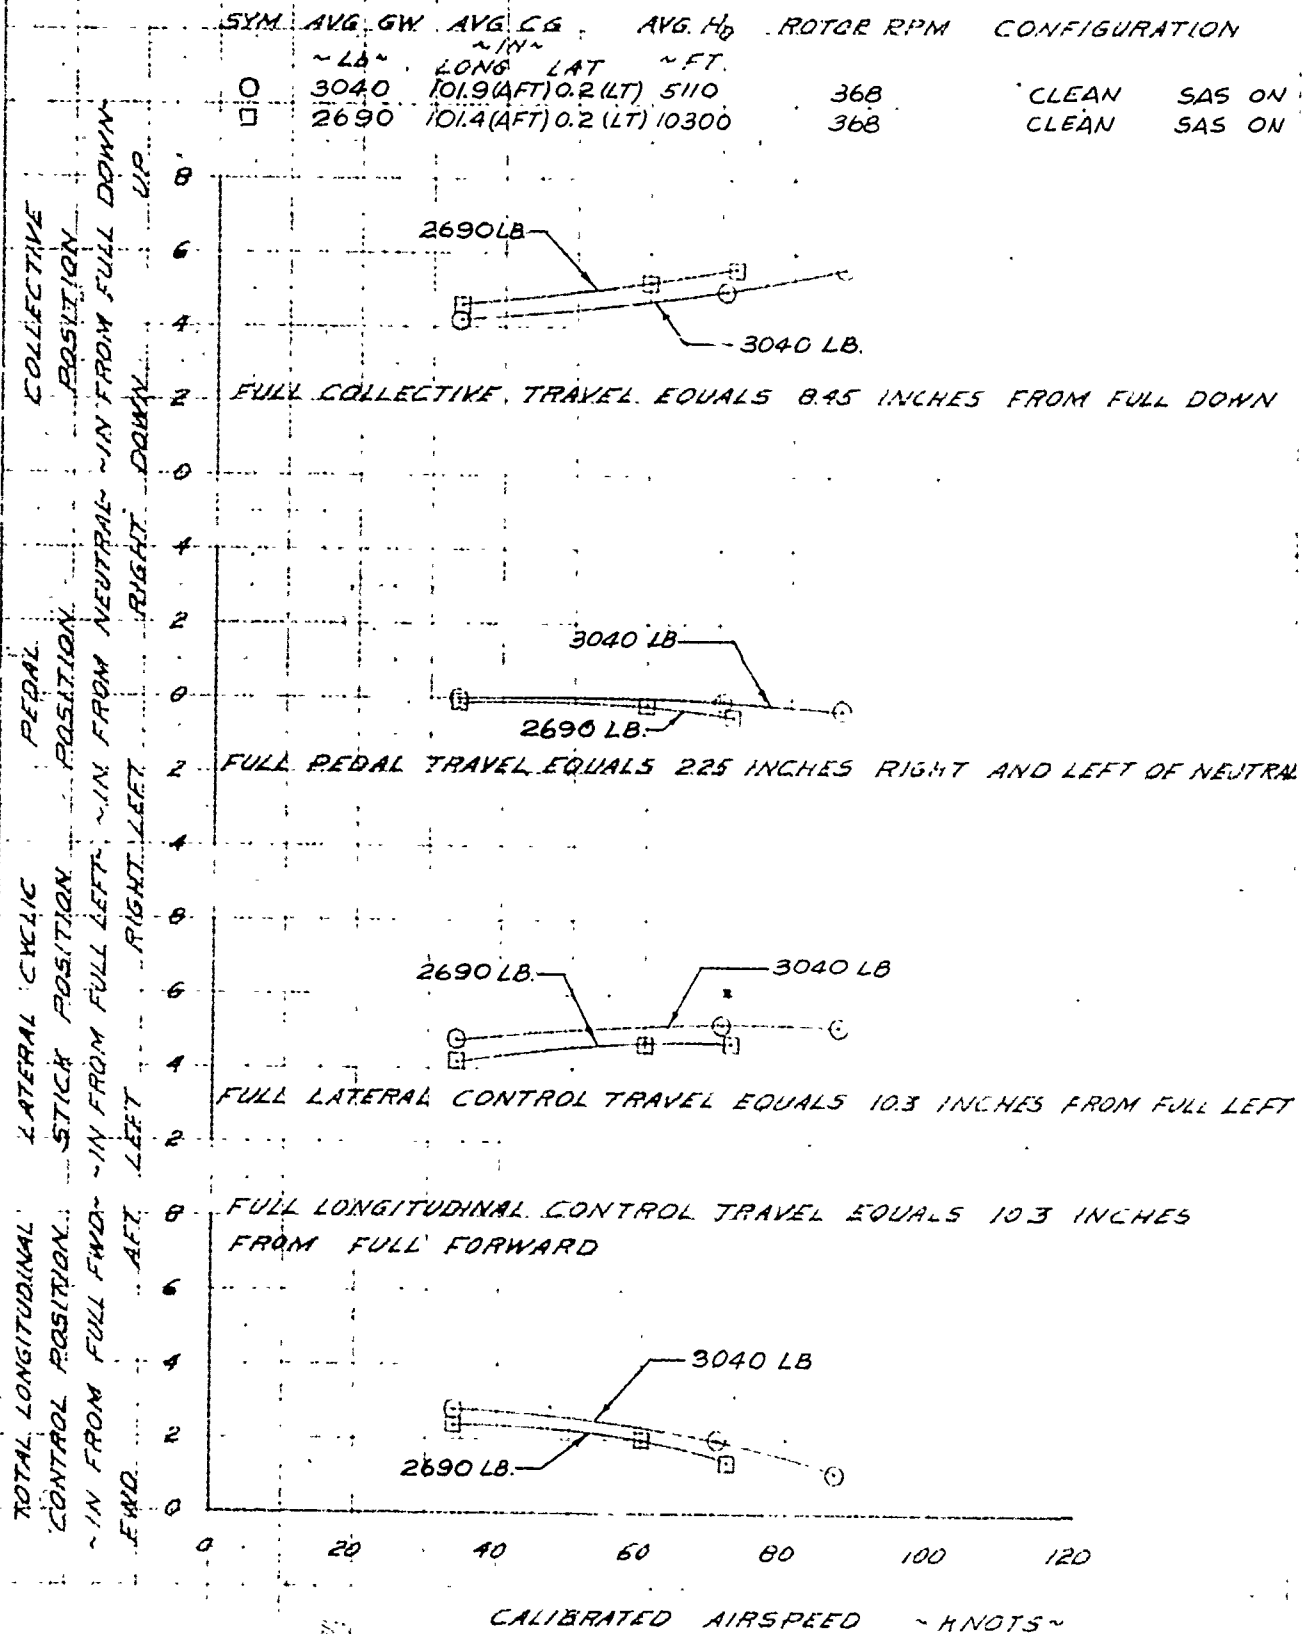 SYM AVG. GW AVG CG AVG. HD ROTOR RPM CONFIGURATION
~IN~
~LB~ LONG LAT ~FT.
3040 101.9(AFT) 0.2(LT) 5110 368 CLEAN SAS ON
2690 101.4(AFT) 0.2(LT) 10300 368 CLEAN SAS ON
COLLECTIVE
POSITION
~IN FROM FULL DOWN
DOWN UP
8
6
4
2
0
2690 LB.
3040 LB.
FULL COLLECTIVE TRAVEL EQUALS 8.45 INCHES FROM FULL DOWN
PEDAL
POSITION
~IN FROM NEUTRAL~
LEFT RIGHT
4
2
0
2
4
3040 LB
2690 LB.
FULL PEDAL TRAVEL EQUALS 2.25 INCHES RIGHT AND LEFT OF NEUTRAL
LATERAL CYCLIC
STICK POSITION
~IN FROM FULL LEFT~
LEFT RIGHT
8
6
4
2
2690 LB.
3040 LB
FULL LATERAL CONTROL TRAVEL EQUALS 10.3 INCHES FROM FULL LEFT
TOTAL LONGITUDINAL
CONTROL POSITION
~IN FROM FULL FWD~
FWD AFT
8
6
4
2
0
FULL LONGITUDINAL CONTROL TRAVEL EQUALS 10.3 INCHES
FROM FULL FORWARD
3040 LB
2690 LB.
0 20 40 60 80 100 120
CALIBRATED AIRSPEED ~KNOTS~